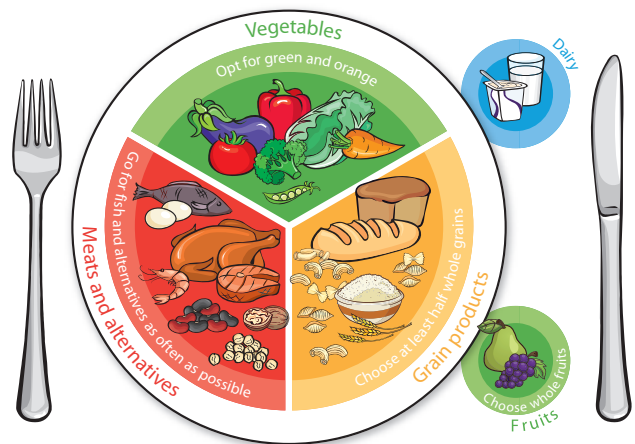 Vegetables
Opt for green and orange
Dairy
Go for fish and alternatives as often as possible
Meats and alternatives
Choose at least half whole grains
Grain products
Choose whole fruits
Fruits